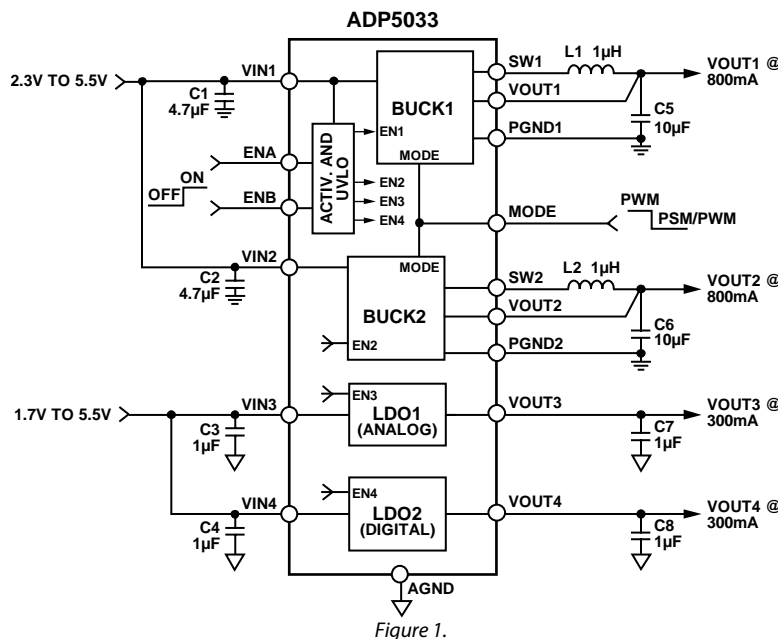 ADP5033
2.3V TO 5.5V
C1
4.7µF
VIN1
BUCK1
MODE
SW1
L1 1µH
VOUT1 @
800mA
VOUT1
C5
10µF
PGND1
ACTIV. AND
UVLO
EN1
EN2
EN3
EN4
ENA
ENB
OFF
ON
MODE
PWM
PSM/PWM
VIN2
C2
4.7µF
MODE
BUCK2
EN2
SW2
L2 1µH
VOUT2 @
800mA
VOUT2
C6
10µF
PGND2
1.7V TO 5.5V
C3
1µF
VIN3
EN3
LDO1
(ANALOG)
VOUT3
C7
1µF
VOUT3 @
300mA
C4
1µF
VIN4
EN4
LDO2
(DIGITAL)
VOUT4
C8
1µF
VOUT4 @
300mA
AGND
Figure 1.